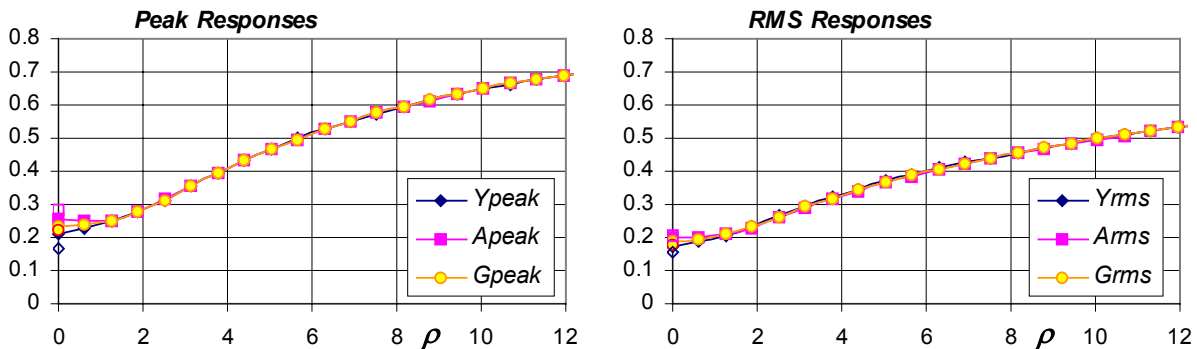 Peak Responses
0.8
0.7
0.6
0.5
0.4
0.3
0.2
0.1
0
0 2 4 6 8 ρ 10 12
Ypeak
Apeak
Gpeak
RMS Responses
0.8
0.7
0.6
0.5
0.4
0.3
0.2
0.1
0
0 2 4 6 8 ρ 10 12
Yrms
Arms
Grms